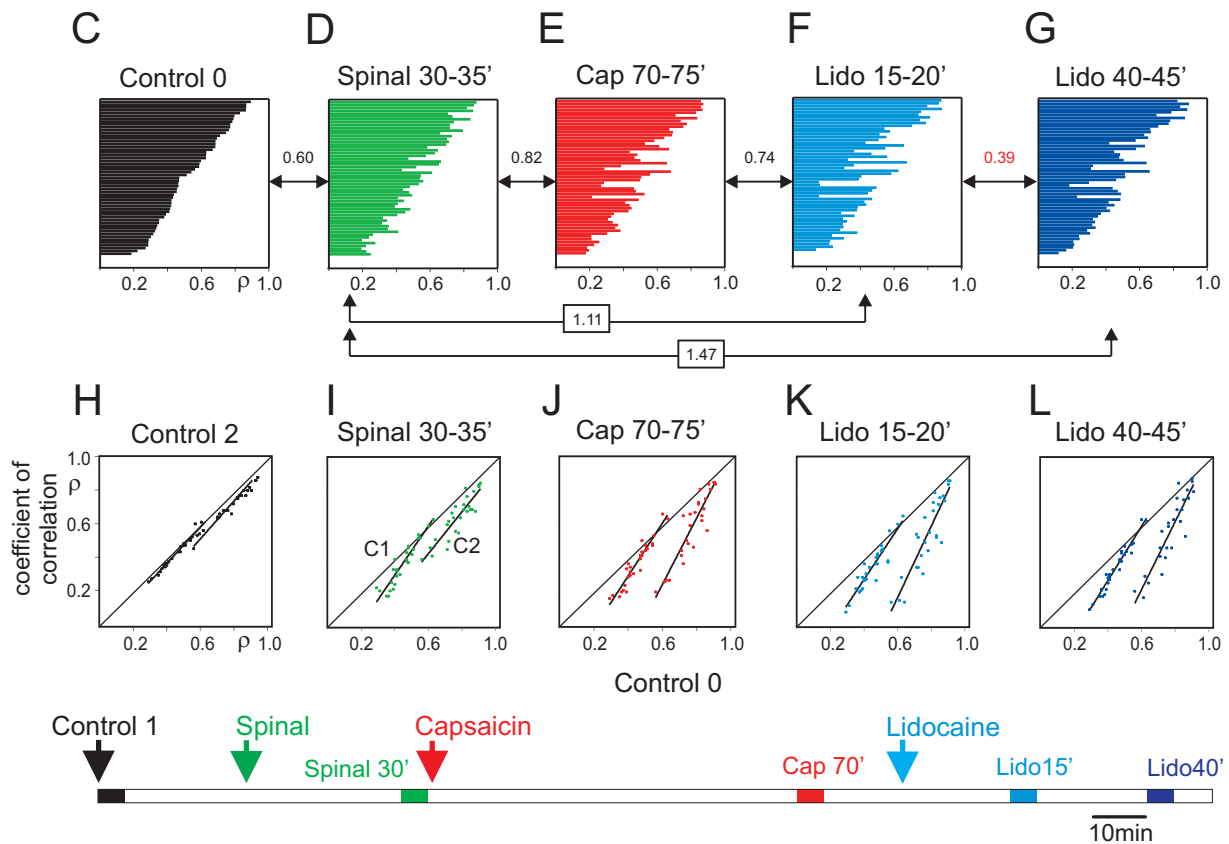 C D E F G
Control 0 Spinal 30-35’ Cap 70-75’ Lido 15-20’ Lido 40-45’
0.60 0.82 0.74 0.39
0.2 ρ 0.6 1.0 0.2 0.6 1.0 0.2 0.6 1.0 0.2 0.6 1.0 0.2 0.6 1.0
1.11
1.47
H I J K L
Control 2 Spinal 30-35’ Cap 70-75’ Lido 15-20’ Lido 40-45’
coefficient of
correlation
1.0
ρ
0.6
0.2
C1 C2
0.2 ρ 0.6 1.0 0.2 0.6 1.0 0.2 0.6 1.0 0.2 0.6 1.0 0.2 0.6 1.0
Control 0
Control 1 Spinal Capsaicin Lidocaine
Spinal 30’ Cap 70’ Lido15’ Lido40’
10min